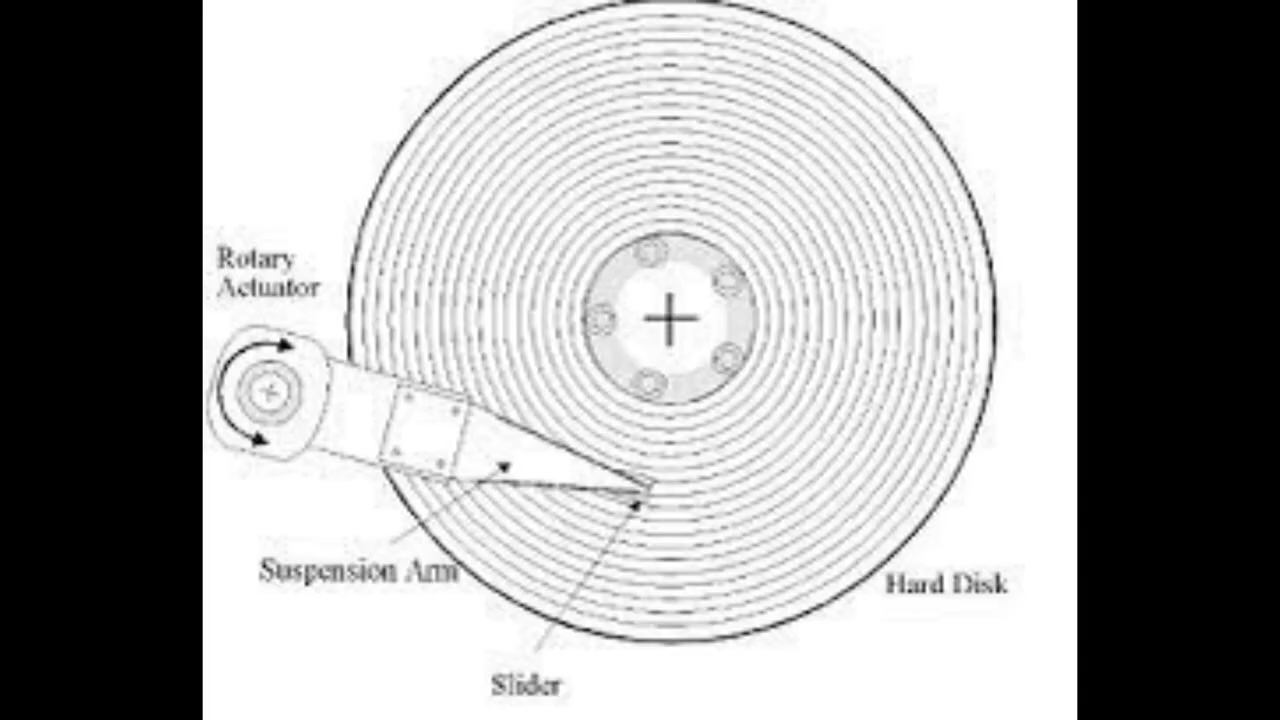 Rotary
Actuator
Suspension Arm
Hard Disk
Slider